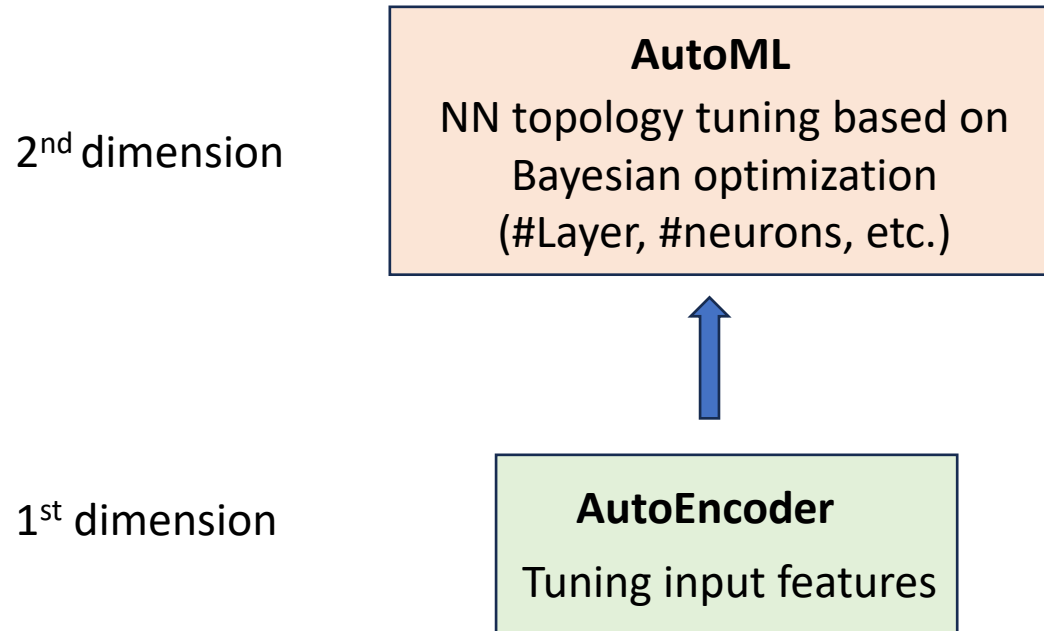 AutoML
2nd dimension
NN topology tuning based on
Bayesian optimization
(#Layer, #neurons, etc.)
1st dimension
AutoEncoder
Tuning input features